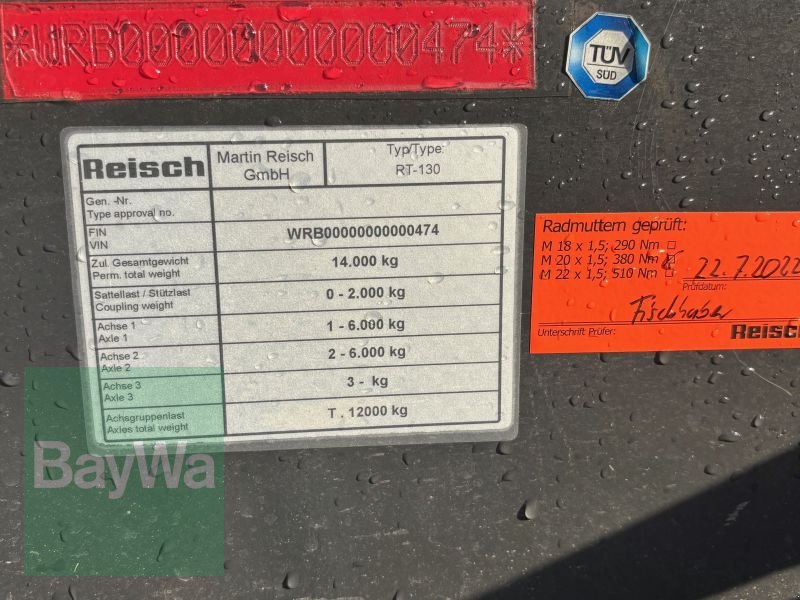 *WRB00000000000474*
TÜV
SÜD
Reisch
Martin Reisch
GmbH
Typ/Type:
RT-130
Gen. -Nr.
Type approval no.
FIN
VIN
WRB00000000000474
Zul. Gesamtgewicht
Perm. total weight
14.000 kg
Sattellast / Stützlast
Coupling weight
0 - 2.000 kg
Achse 1
Axle 1
1 - 6.000 kg
Achse 2
Axle 2
2 - 6.000 kg
Achse 3
Axle 3
3 - kg
Achsgruppenlast
Axles total weight
T . 12000 kg
Radmuttern geprüft:
M 18 x 1,5; 290 Nm
M 20 x 1,5; 380 Nm
M 22 x 1,5; 510 Nm
22.7.2022
Prüfdatum:
Fischhaber
Unterschrift Prüfer:
Reisch
BayWa